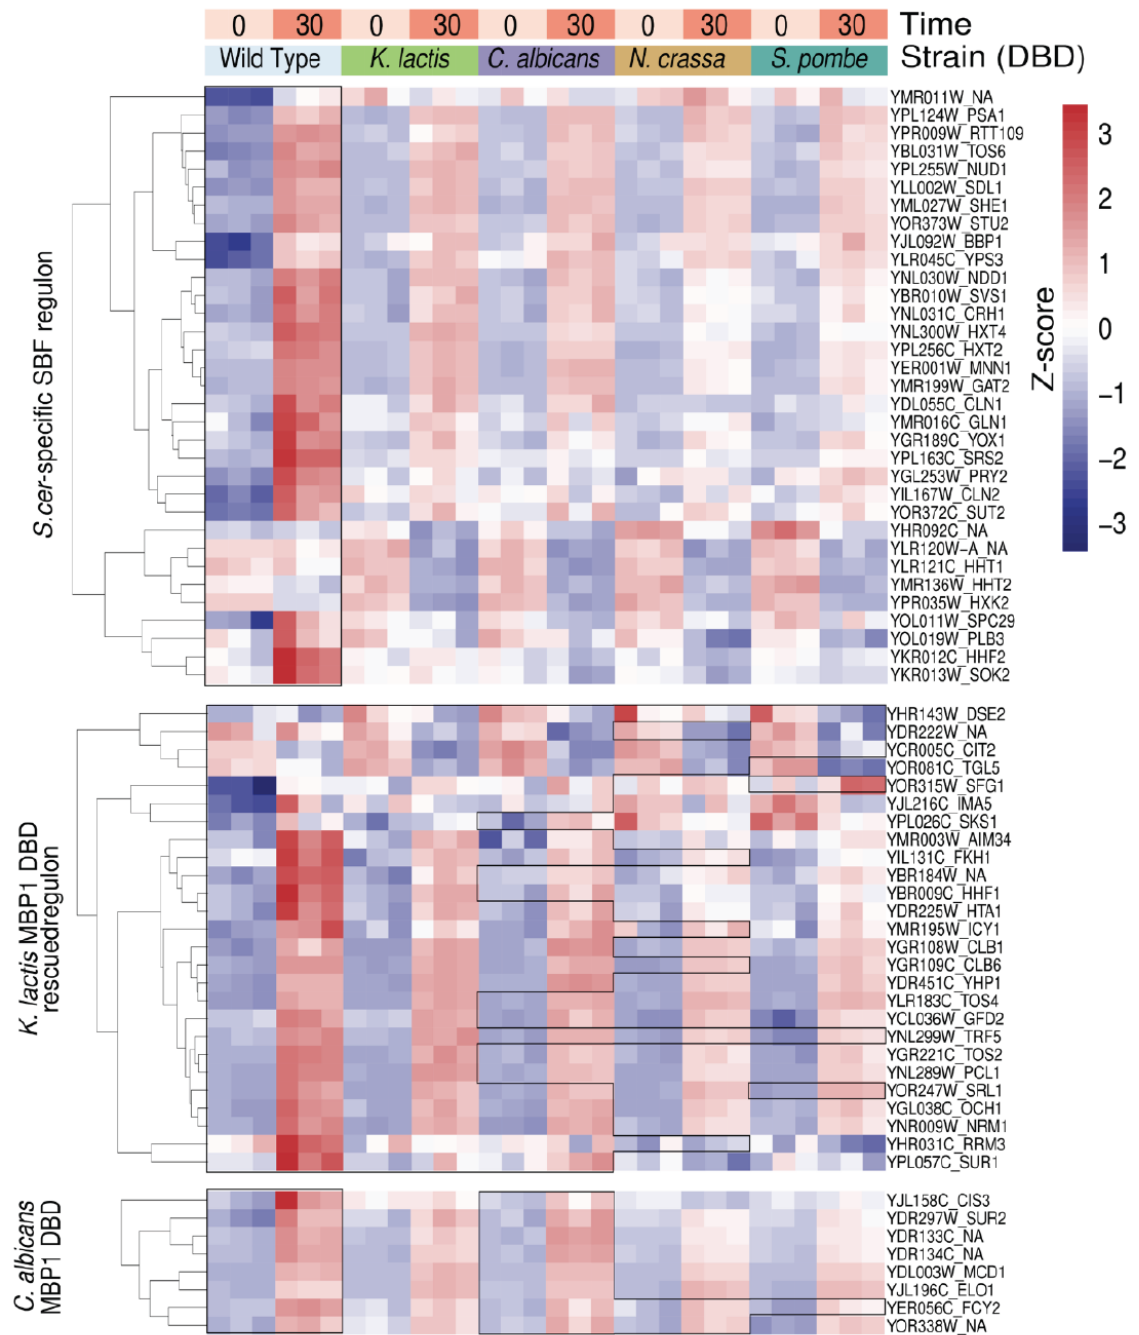 0 30 0 30 0 30 0 30 0 30 Time
Wild Type K. lactis C. albicans N. crassa S. pombe Strain (DBD)
S.cer-specific SBF regulon
YMR011W_NA
YPL124W_PSA1
YPR009W_RTT109
YBL031W_TOS6
YPL255W_NUD1
YLL002W_SDL1
YML027W_SHE1
YOR373W_STU2
YJL092W_BBP1
YLR045C_YPS3
YNL030W_NDD1
YBR010W_SVS1
YNL031C_CRH1
YNL300W_HXT4
YPL256C_HXT2
YER001W_MNN1
YMR199W_GAT2
YDL055C_CLN1
YMR016C_GLN1
YGR189C_YOX1
YPL163C_SRS2
YGL253W_PRY2
YIL167W_CLN2
YOR372C_SUT2
YHR092C_NA
YLR120W-A_NA
YLR121C_HHT1
YMR136W_HHT2
YPR035W_HXK2
YOL011W_SPC29
YOL019W_PLB3
YKR012C_HHF2
YKR013W_SOK2
Z-score
3
2
1
0
−1
−2
−3
K. lactis MBP1 DBD
rescuedregulon
YHR143W_DSE2
YDR222W_NA
YCR005C_CIT2
YOR081C_TGL5
YOR315W_SFG1
YJL216C_IMA5
YPL026C_SKS1
YMR003W_AIM34
YIL131C_FKH1
YBR184W_NA
YBR009C_HHF1
YDR225W_HTA1
YMR195W_ICY1
YGR108W_CLB1
YGR109C_CLB6
YDR451C_YHP1
YLR183C_TOS4
YCL036W_GFD2
YNL299W_TRF5
YGR221C_TOS2
YNL289W_PCL1
YOR247W_SRL1
YGL038C_OCH1
YNR009W_NRM1
YHR031C_RRM3
YPL057C_SUR1
C. albicans
MBP1 DBD
YJL158C_CIS3
YDR297W_SUR2
YDR133C_NA
YDR134C_NA
YDL003W_MCD1
YJL196C_ELO1
YER056C_FCY2
YOR338W_NA